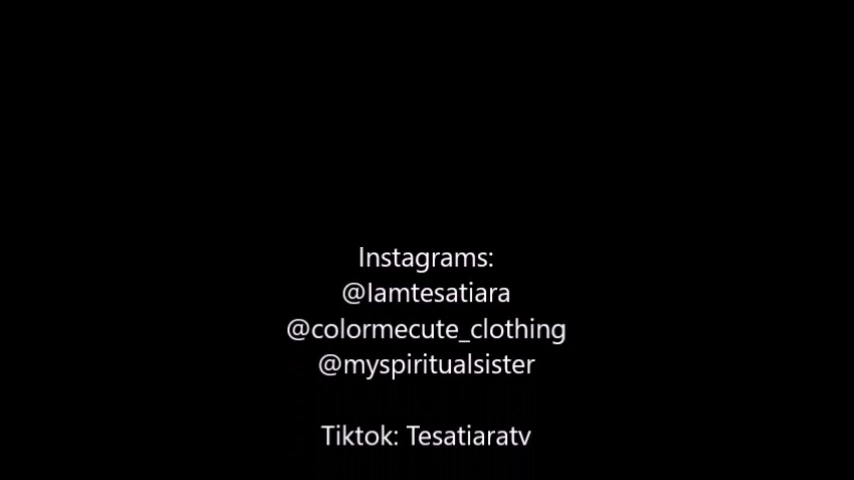 Instagrams:
@Iamtesatiara
@colormecute_clothing
@myspiritualsister
Tiktok: Tesatiaratv